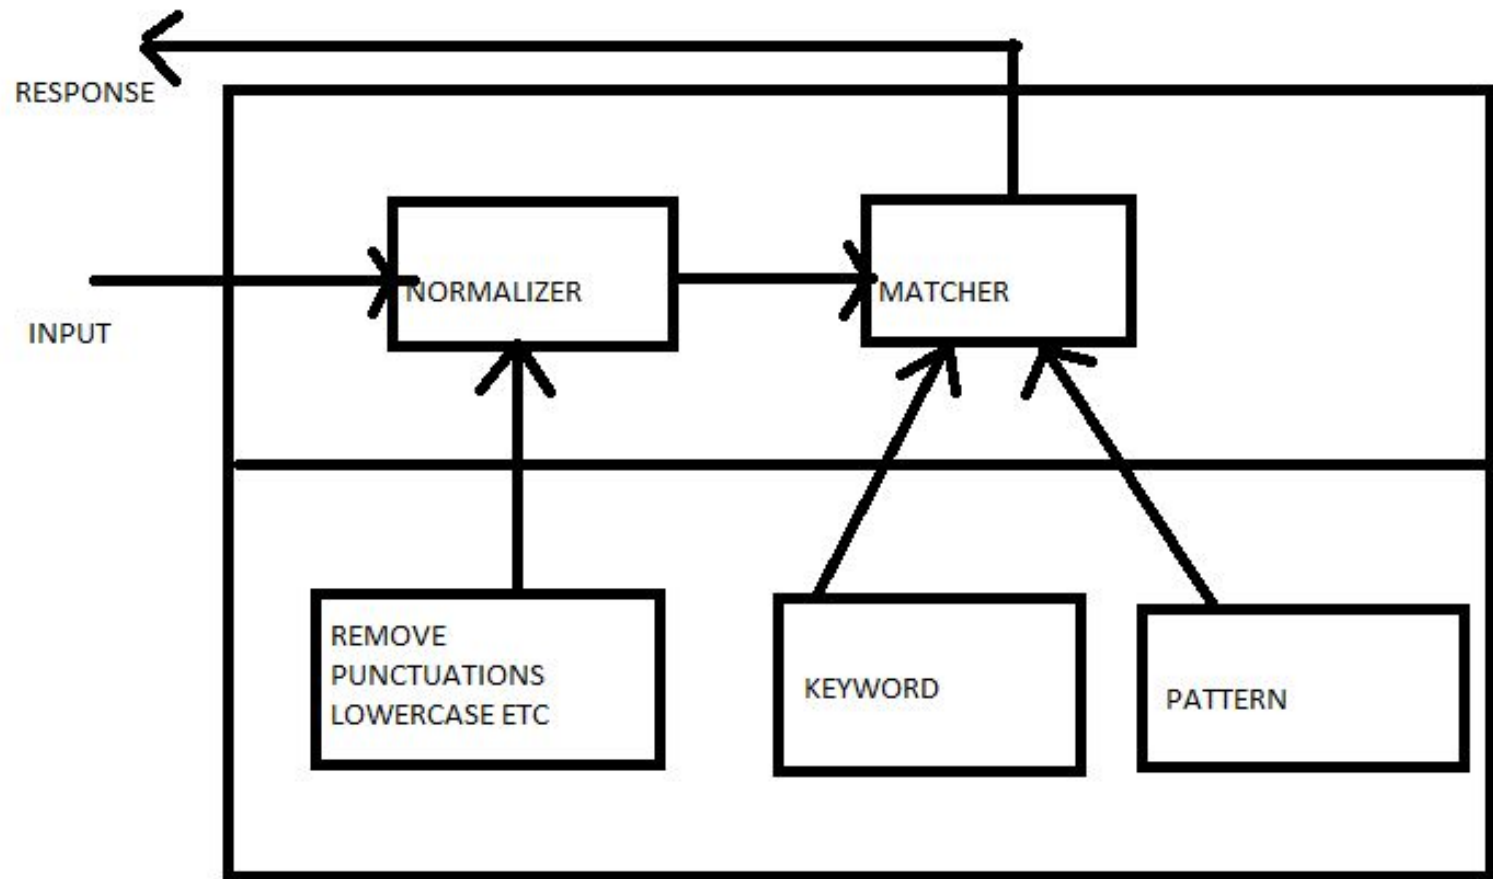 RESPONSE
NORMALIZER
MATCHER
INPUT
REMOVE
PUNCTUATIONS
LOWERCASE ETC
KEYWORD
PATTERN